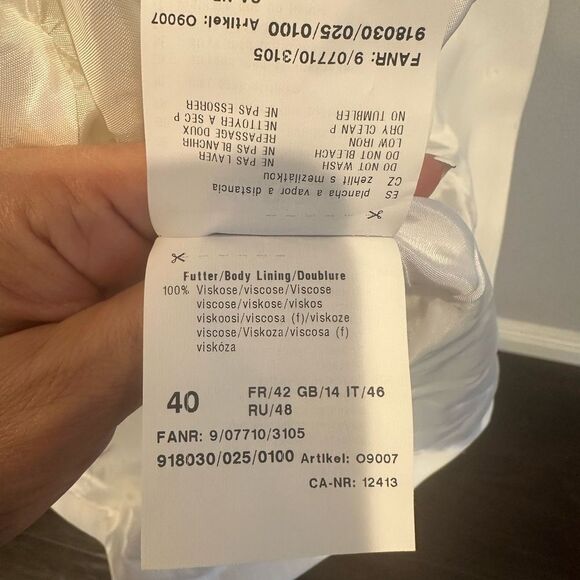 ES plancha a vapor a distancia
CZ zehlit s mezilátkou
DO NOT WASH NE PAS LAVER
DO NOT BLEACH NE PAS BLANCHIR
LOW IRON REPASSAGE DOUX
DRY CLEAN P NETTOYER A SEC P
NO TUMBLER NE PAS ESSORER
FANR: 9/07710/3105
918030/025/0100 Artikel: O9007
Futter/Body Lining/Doublure
100% Viskose/viscose/Viscose
viscose/viskose/viskos
viskoosi/viscosa (f)/viskoze
viscose/Viskoza/viscosa (f)
viskóza
40 FR/42 GB/14 IT/46
RU/48
FANR: 9/07710/3105
918030/025/0100 Artikel: O9007
CA-NR: 12413